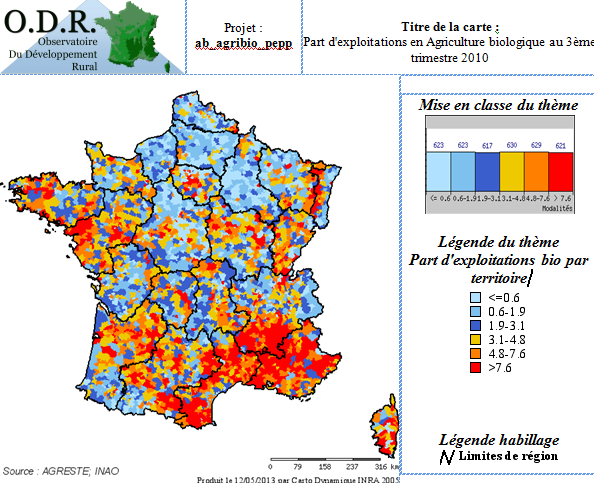 O.D.R.
Observatoire
Du Développement
Rural
Projet :
ab_agribio_pepp
Titre de la carte :
Part d'exploitations en Agriculture biologique au 3ème
trimestre 2010
Mise en classe du thème
623 623 617 630 629 621
<= 0.6 0.6-1.9 1.9-3.1 3.1-4.8 4.8-7.6 > 7.6
Modalités
Légende du thème
Part d'exploitations bio par
territoire
<=0.6
0.6-1.9
1.9-3.1
3.1-4.8
4.8-7.6
>7.6
Légende habillage
Limites de région
0 79 158 237 316 km
Source : AGRESTE; INAO
Produit le 12/05/2013 par Carto Dynamique INRA 2005